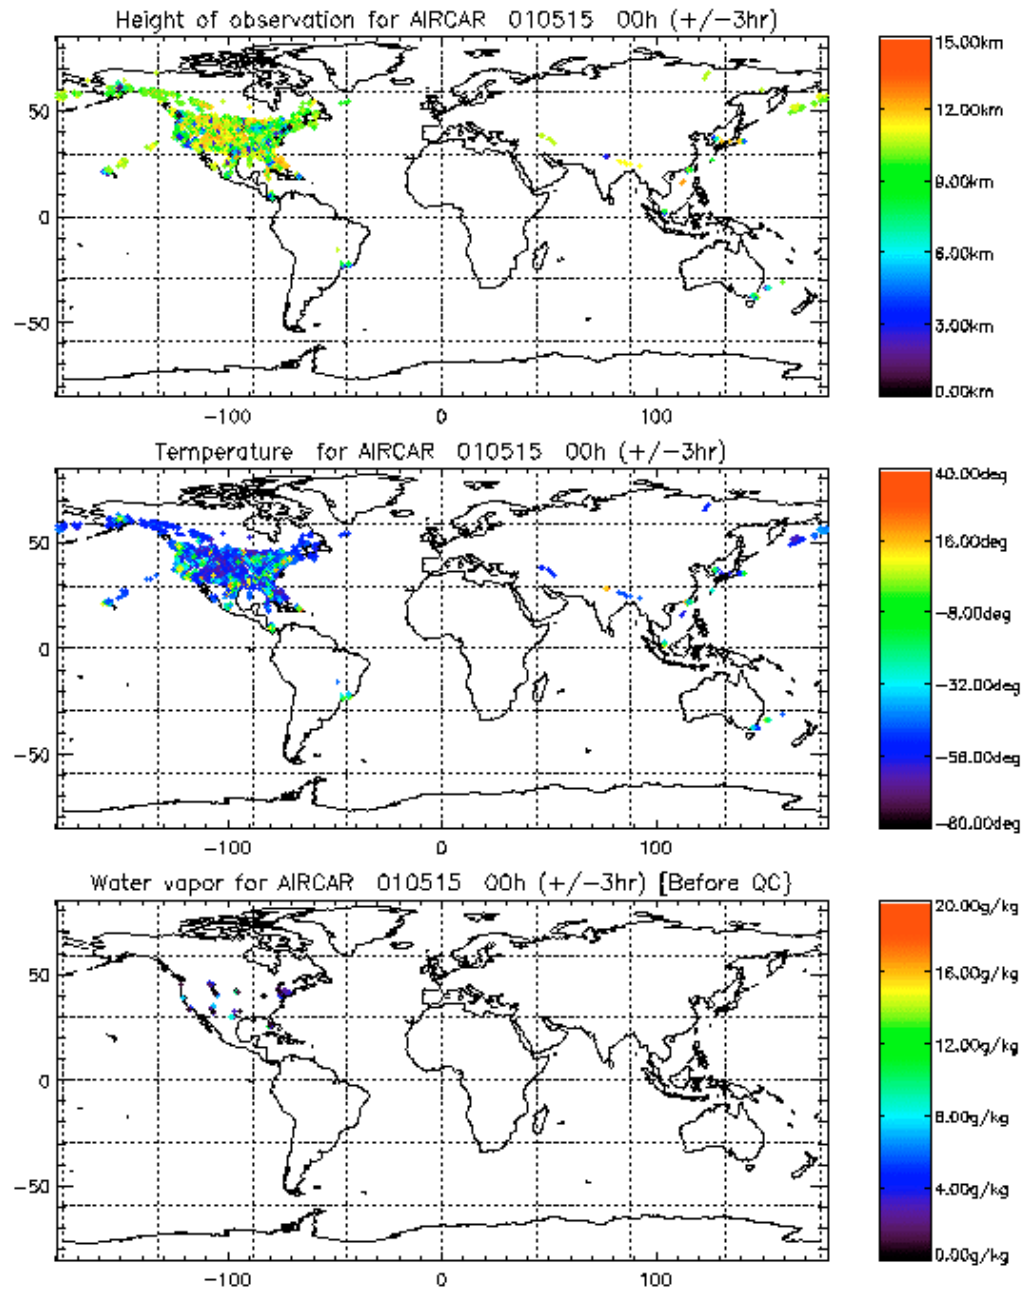 Height of observation for AIRCAR 010515 00h (+/-3hr)
15.00km
12.00km
9.00km
6.00km
3.00km
0.00km
50
0
-50
-100 0 100
Temperature for AIRCAR 010515 00h (+/-3hr)
40.00deg
16.00deg
-8.00deg
-32.00deg
-56.00deg
-80.00deg
50
0
-50
-100 0 100
Water vapor for AIRCAR 010515 00h (+/-3hr) [Before QC}
20.00g/kg
16.00g/kg
12.00g/kg
8.00g/kg
4.00g/kg
0.00g/kg
50
0
-50
-100 0 100